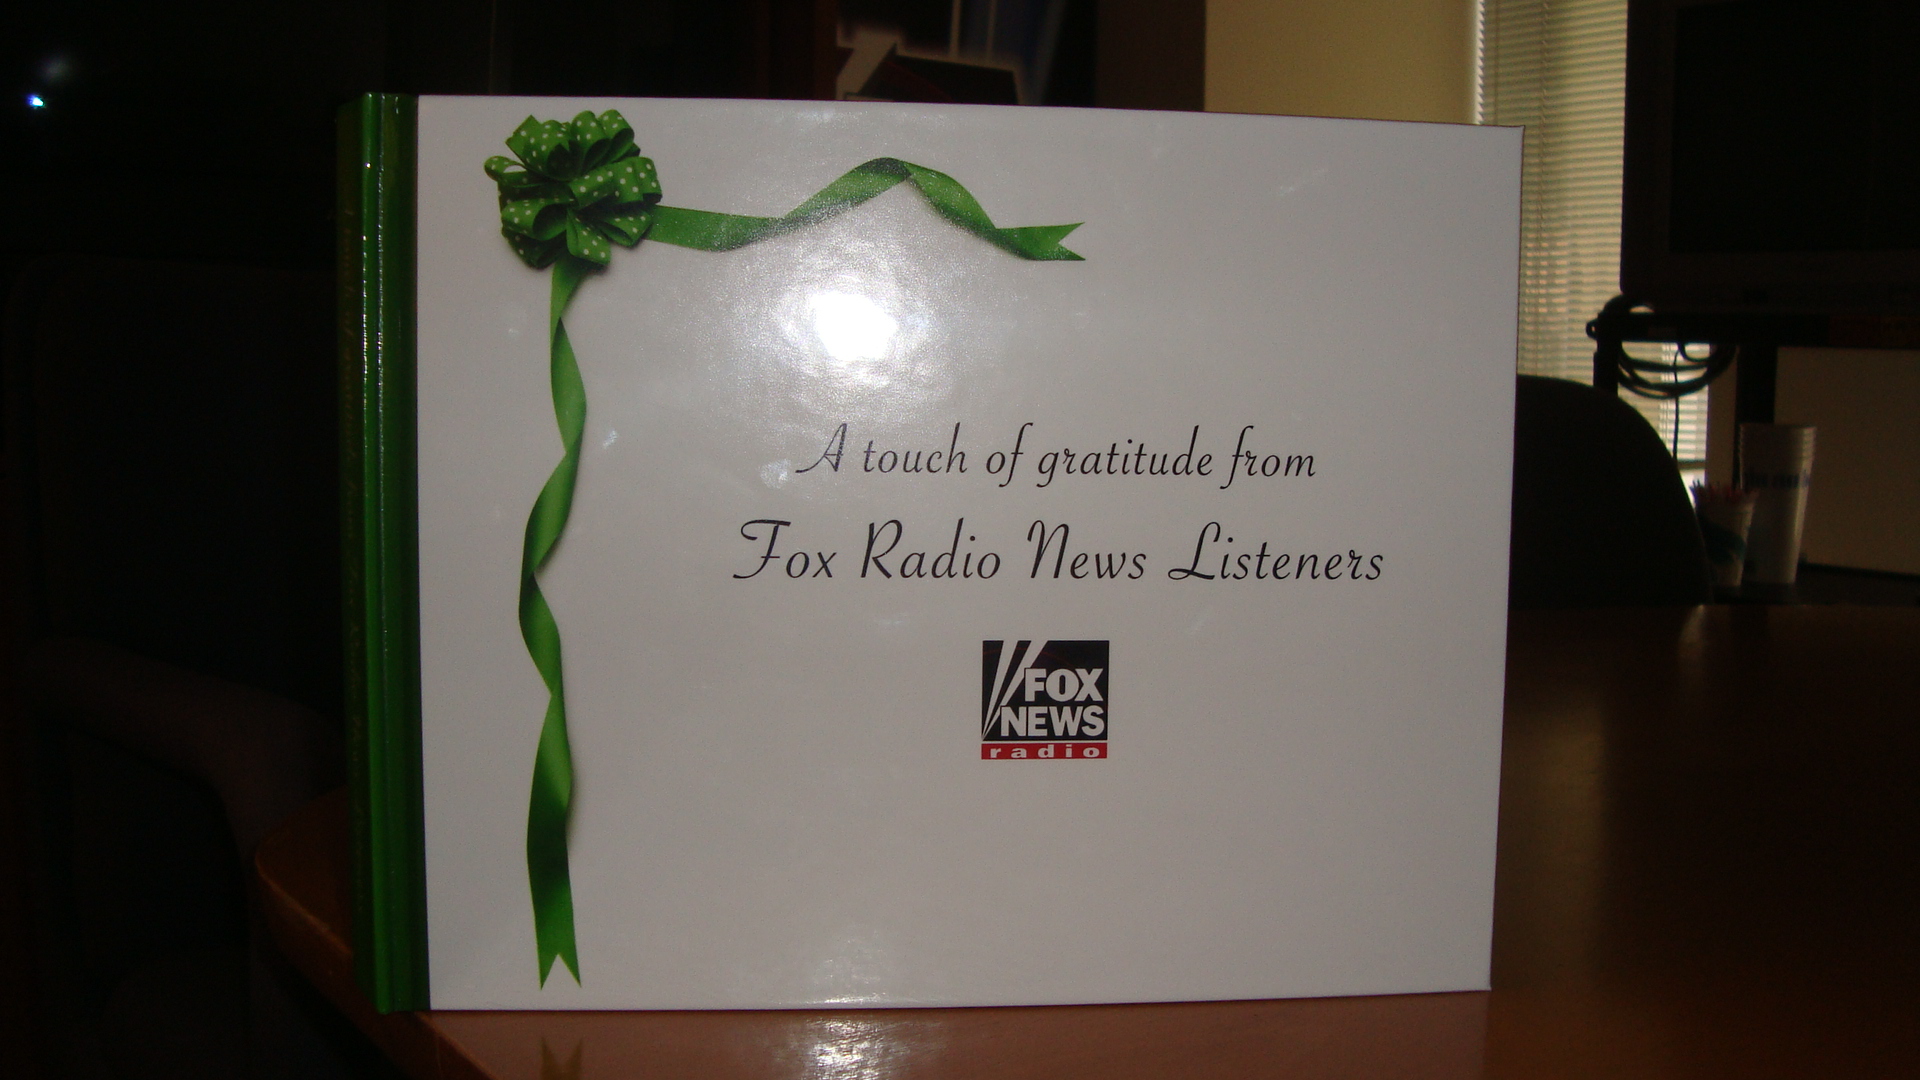 A touch of gratitude from
Fox Radio News Listeners
FOX
NEWS
radio